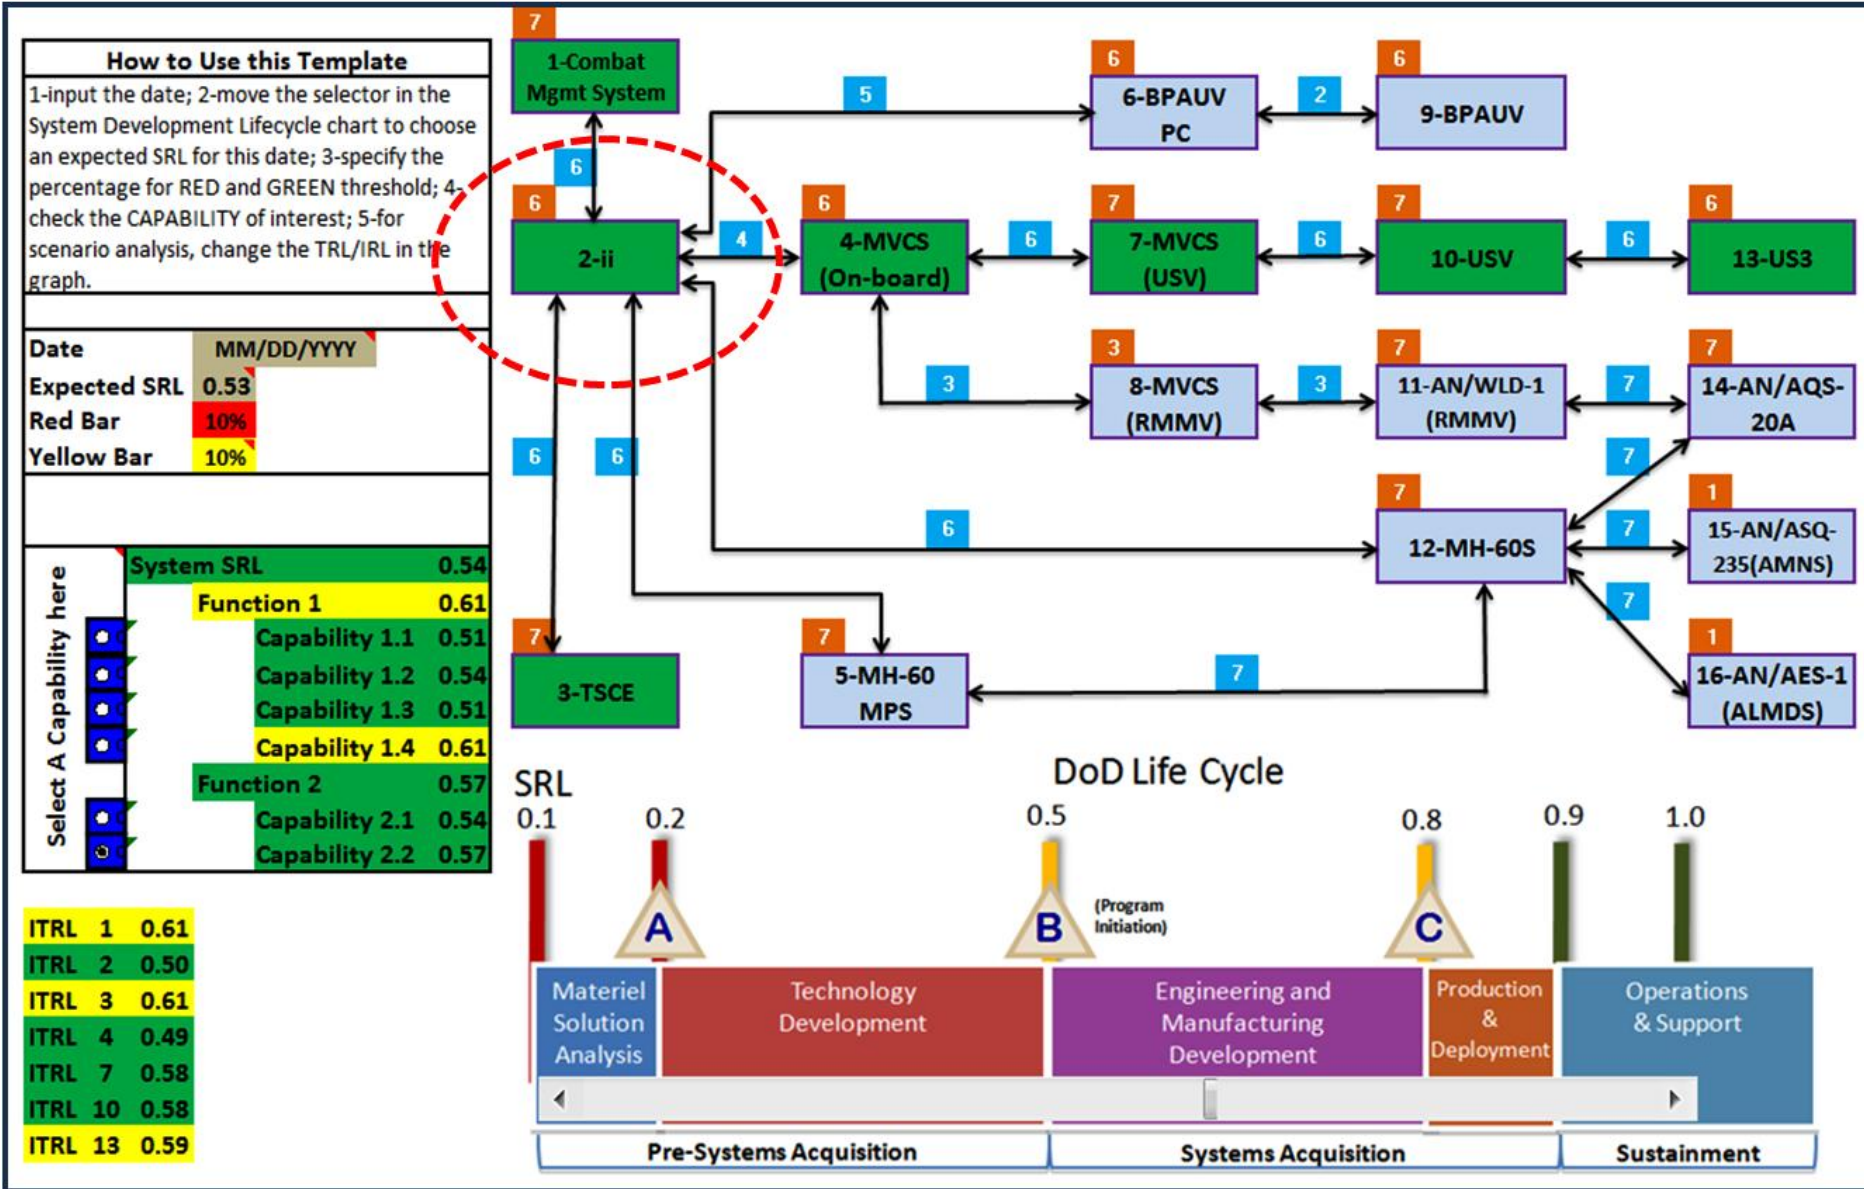 How to Use this Template
1-input the date; 2-move the selector in the
System Development Lifecycle chart to choose
an expected SRL for this date; 3-specify the
percentage for RED and GREEN threshold; 4-
check the CAPABILITY of interest; 5-for
scenario analysis, change the TRL/IRL in the
graph.
Date MM/DD/YYYY
Expected SRL 0.53
Red Bar 10%
Yellow Bar 10%
Select A Capability here
System SRL 0.54
Function 1 0.61
Capability 1.1 0.51
Capability 1.2 0.54
Capability 1.3 0.51
Capability 1.4 0.61
Function 2 0.57
Capability 2.1 0.54
Capability 2.2 0.57
ITRL 1 0.61
ITRL 2 0.50
ITRL 3 0.61
ITRL 4 0.49
ITRL 7 0.58
ITRL 10 0.58
ITRL 13 0.59
7
1-Combat
Mgmt System
6
5
6
6-BPAUV
PC
2
6
9-BPAUV
6
2-ii
4
6
4-MVCS
(On-board)
6
7
7-MVCS
(USV)
6
7
10-USV
6
6
13-US3
3
3
8-MVCS
(RMMV)
3
7
11-AN/WLD-1
(RMMV)
7
7
14-AN/AQS-
20A
6
6
7
6
7
12-MH-60S
7
1
15-AN/ASQ-
235(AMNS)
7
7
3-TSCE
7
5-MH-60
MPS
7
1
16-AN/AES-1
(ALMDS)
DoD Life Cycle
SRL
0.1 0.2 0.5 0.8 0.9 1.0
A
B
(Program
Initiation)
C
Materiel
Solution
Analysis
Technology
Development
Engineering and
Manufacturing
Development
Production
&
Deployment
Operations
& Support
Pre-Systems Acquisition
Systems Acquisition
Sustainment